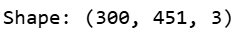 Shape: (300, 451, 3)